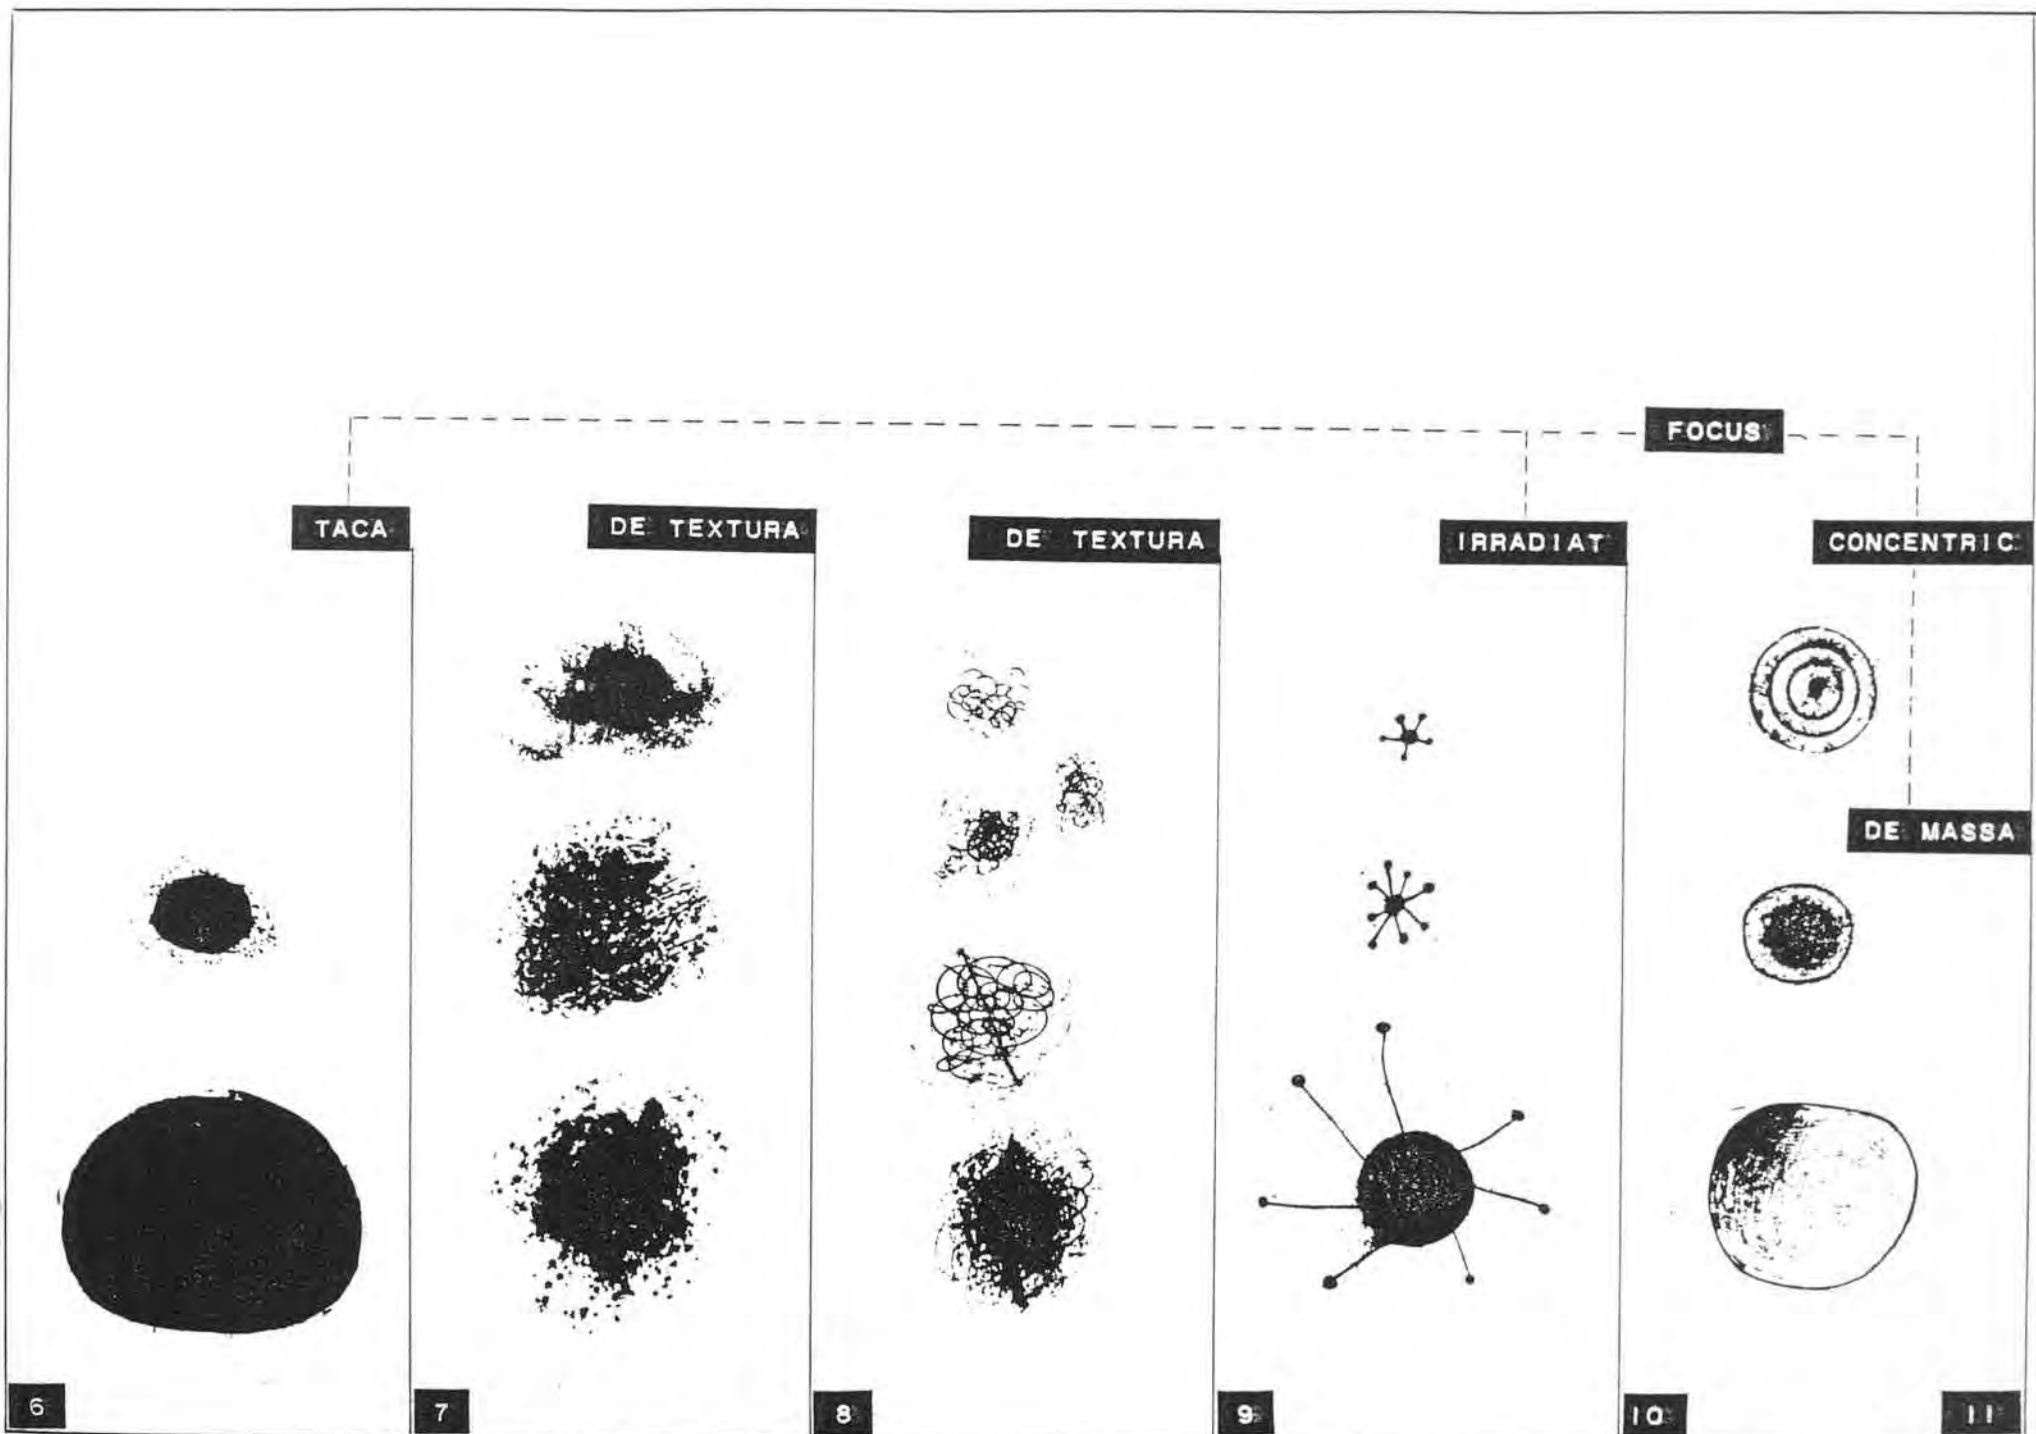 FOCUS
TACA
DE TEXTURA
DE TEXTURA
IRRADIAT
CONCENTRIC
DE MASSA
6
7
8
9
10
11